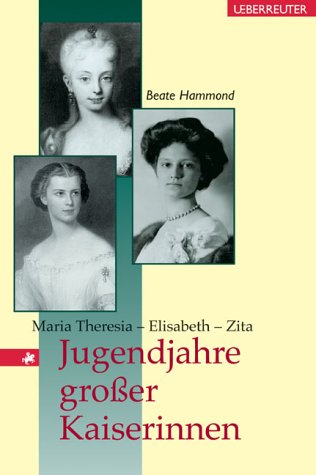 UEBERREUTER
Beate Hammond
Maria Theresia – Elisabeth – Zita
Jugendjahre
großer
Kaiserinnen